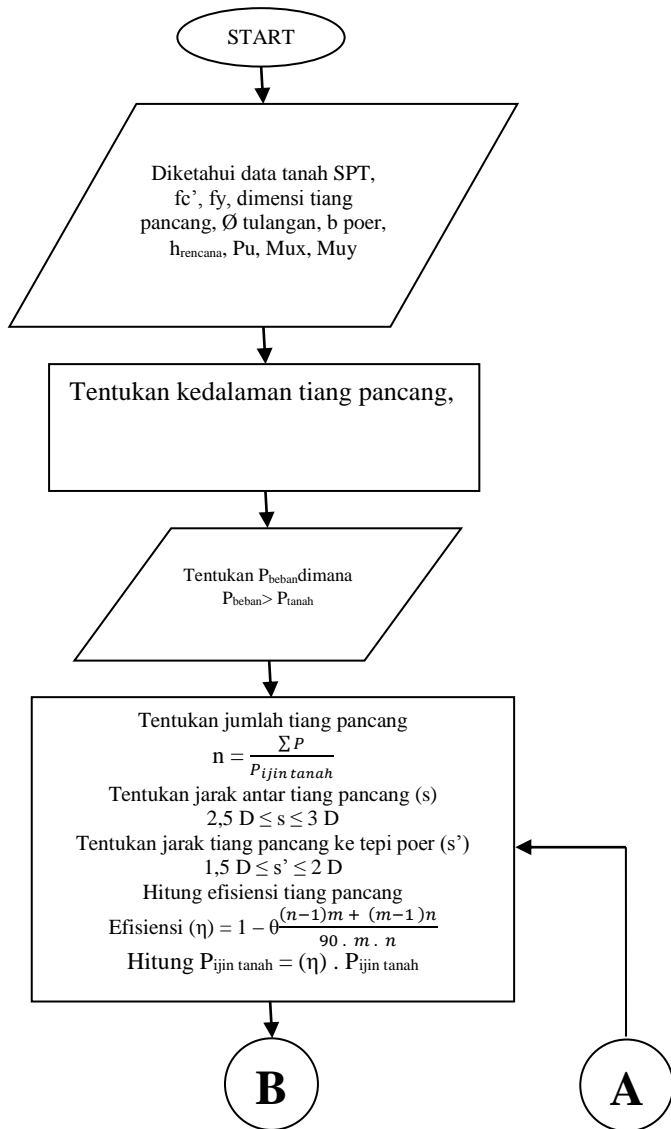 START
Diketahui data tanah SPT,
fc’, fy, dimensi tiang
pancang, Ø tulangan, b poer,
hrencana, Pu, Mux, Muy
Tentukan kedalaman tiang pancang,
Tentukan Pbebandimana
Pbeban> Ptanah
Tentukan jumlah tiang pancang
n = ∑ P / Pijin tanah
Tentukan jarak antar tiang pancang (s)
2,5 D ≤ s ≤ 3 D
Tentukan jarak tiang pancang ke tepi poer (s’)
1,5 D ≤ s’ ≤ 2 D
Hitung efisiensi tiang pancang
Efisiensi (η) = 1 – θ (n−1)m + (m−1)n / 90 . m . n
Hitung Pijin tanah = (η) . Pijin tanah
B
A